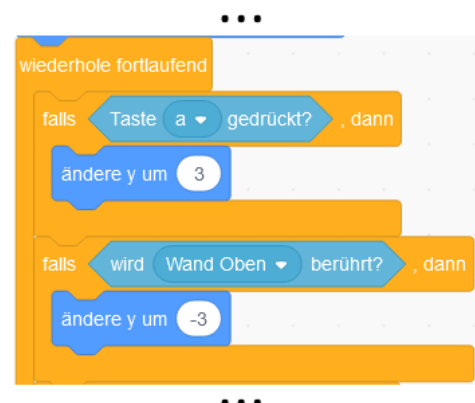 ...
wiederhole fortlaufend
falls Taste a gedrückt? , dann
ändere y um 3
falls wird Wand Oben berührt? , dann
ändere y um -3
...